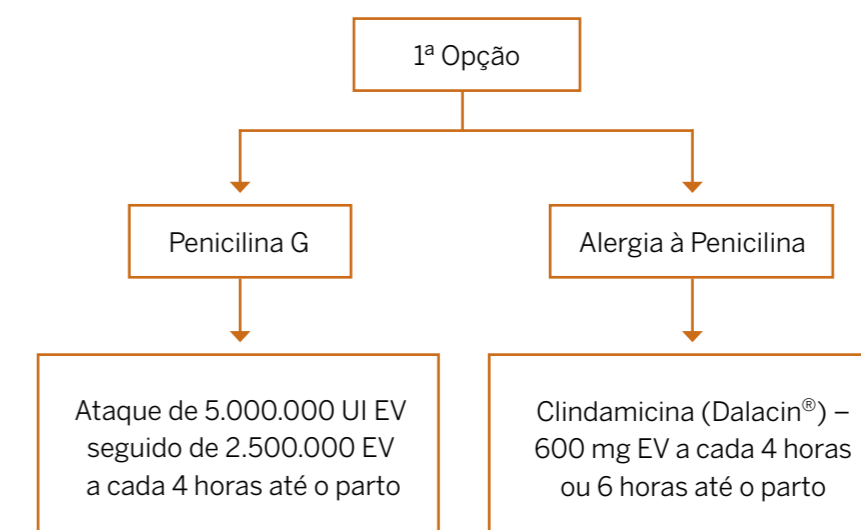 1ª Opção
Penicilina G
Alergia à Penicilina
Ataque de 5.000.000 UI EV
seguido de 2.500.000 EV
a cada 4 horas até o parto
Clindamicina (Dalacin®) –
600 mg EV a cada 4 horas
ou 6 horas até o parto